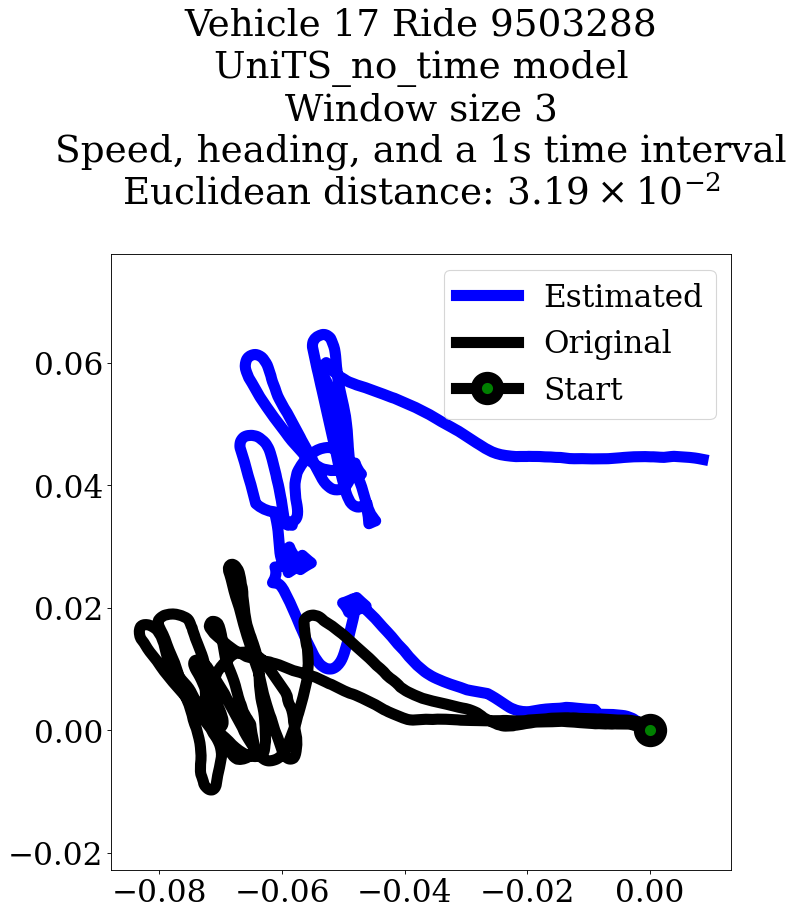 Vehicle 17 Ride 9503288
UniTS_no_time model
Window size 3
Speed, heading, and a 1s time interval
Euclidean distance: 3.19 × 10⁻²
Estimated
Original
Start
0.06
0.04
0.02
0.00
−0.02
−0.08 −0.06 −0.04 −0.02 0.00